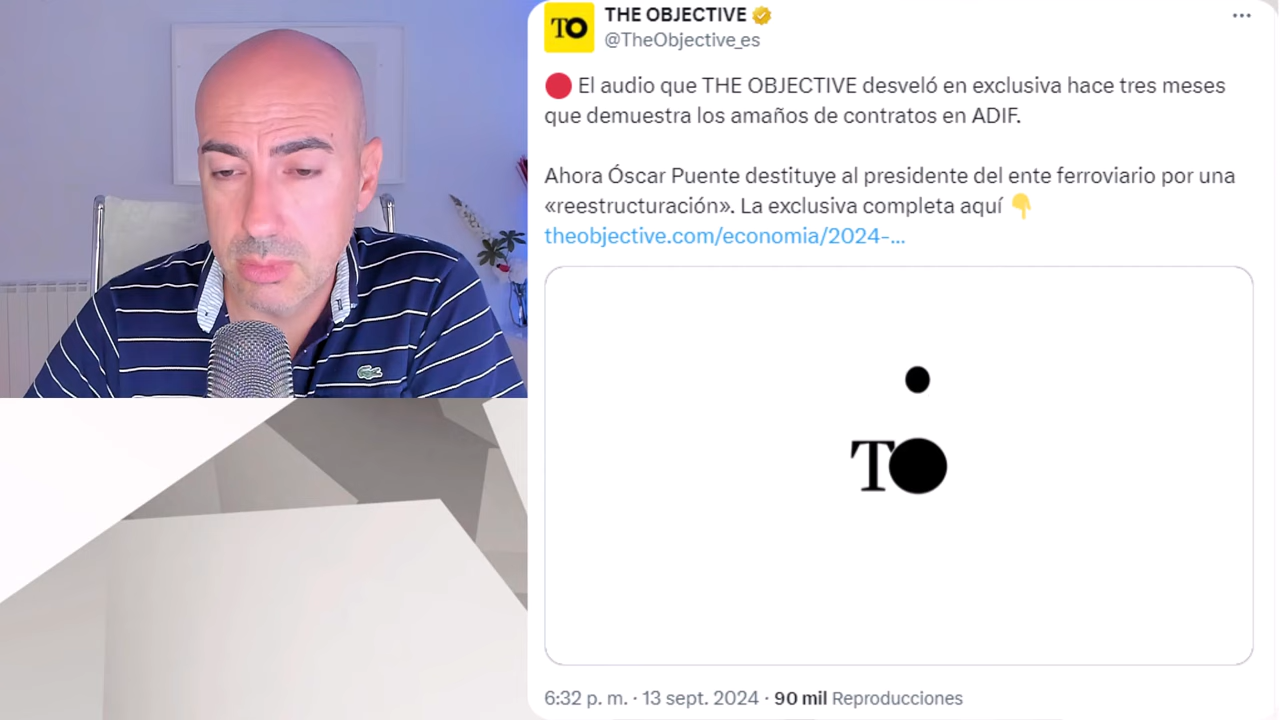 TO
THE OBJECTIVE
@TheObjective_es
El audio que THE OBJECTIVE desveló en exclusiva hace tres meses
que demuestra los amaños de contratos en ADIF.
Ahora Óscar Puente destituye al presidente del ente ferroviario por una
«reestructuración». La exclusiva completa aquí 👇
theobjective.com/economia/2024-...
TO
6:32 p. m. · 13 sept. 2024 · 90 mil Reproducciones